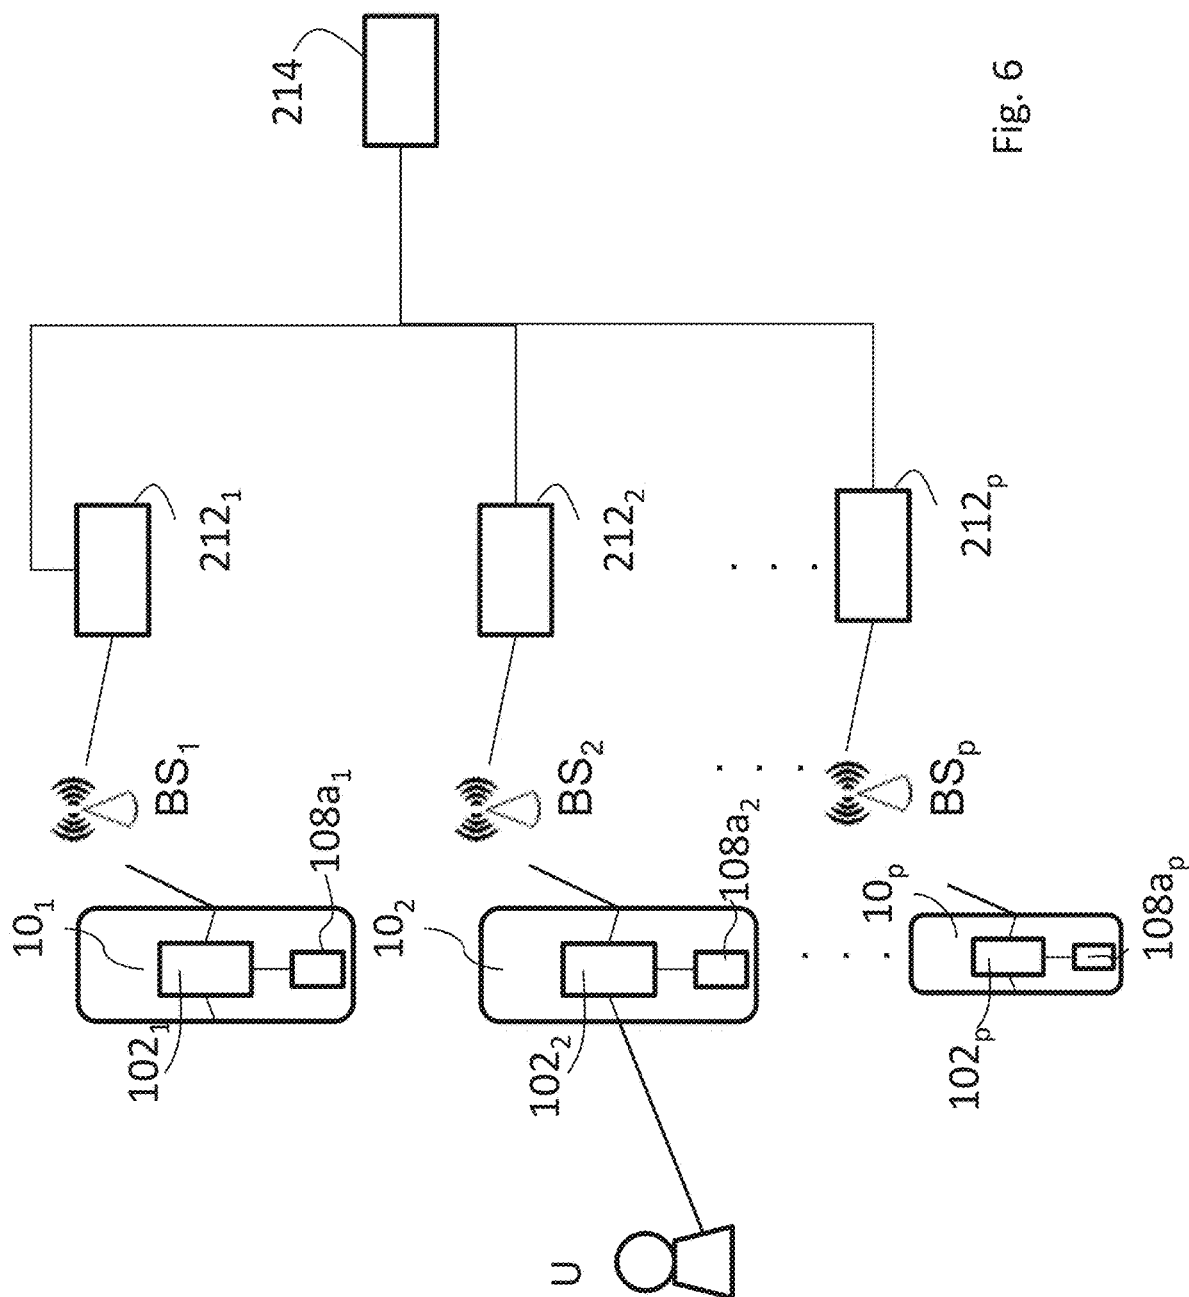 214
Fig. 6
212₁
212₂
212ₚ
BS₁
BS₂
BSₚ
10₁
108a₁
10₂
108a₂
10ₚ
108aₚ
102₁
102₂
102ₚ
U